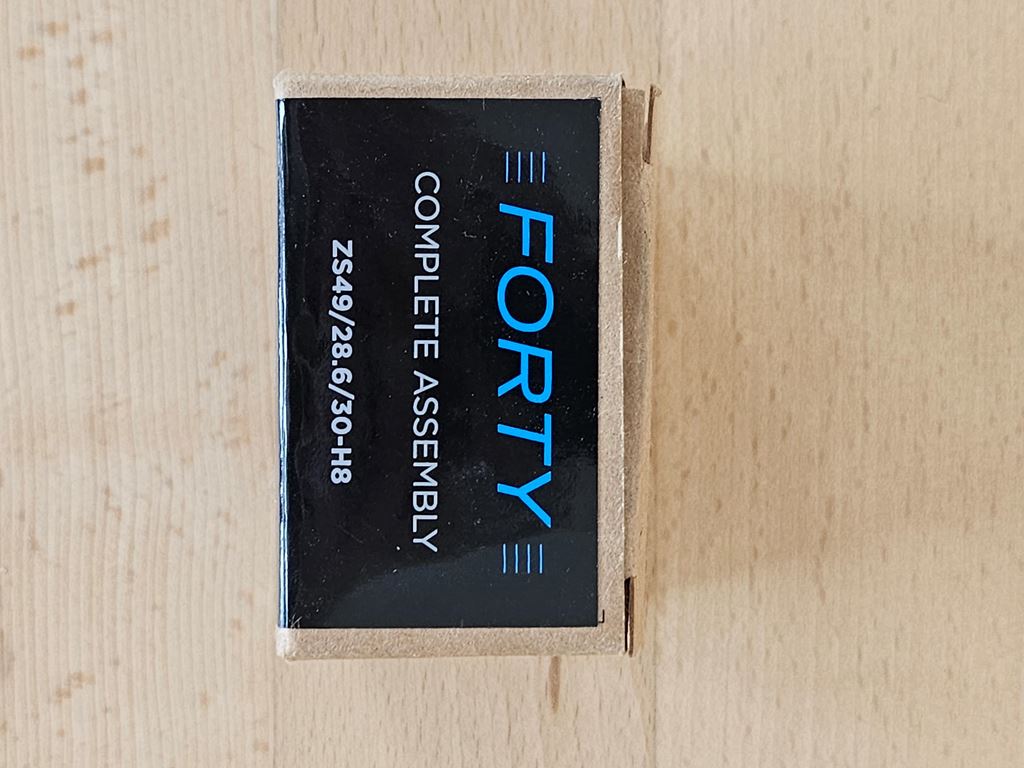 FORTY
COMPLETE ASSEMBLY
ZS49/28.6/30-H8